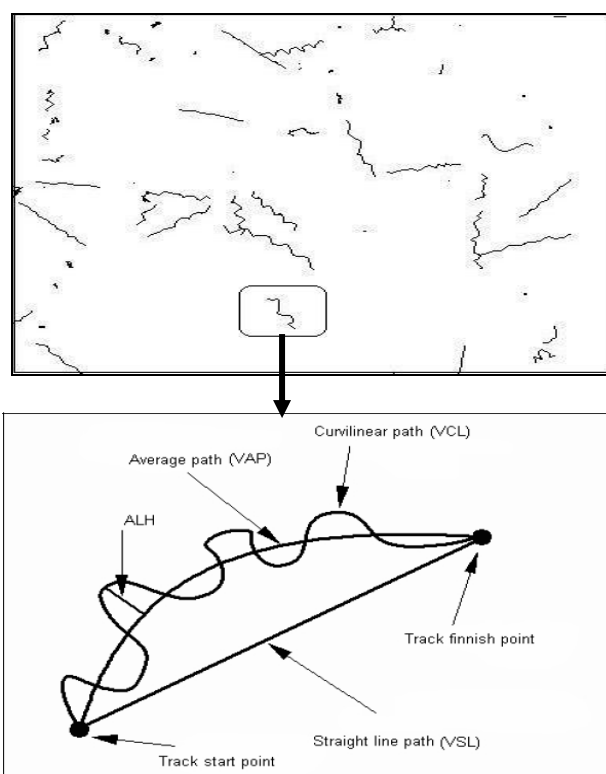 Curvilinear path (VCL)
Average path (VAP)
ALH
Track finnish point
Straight line path (VSL)
Track start point